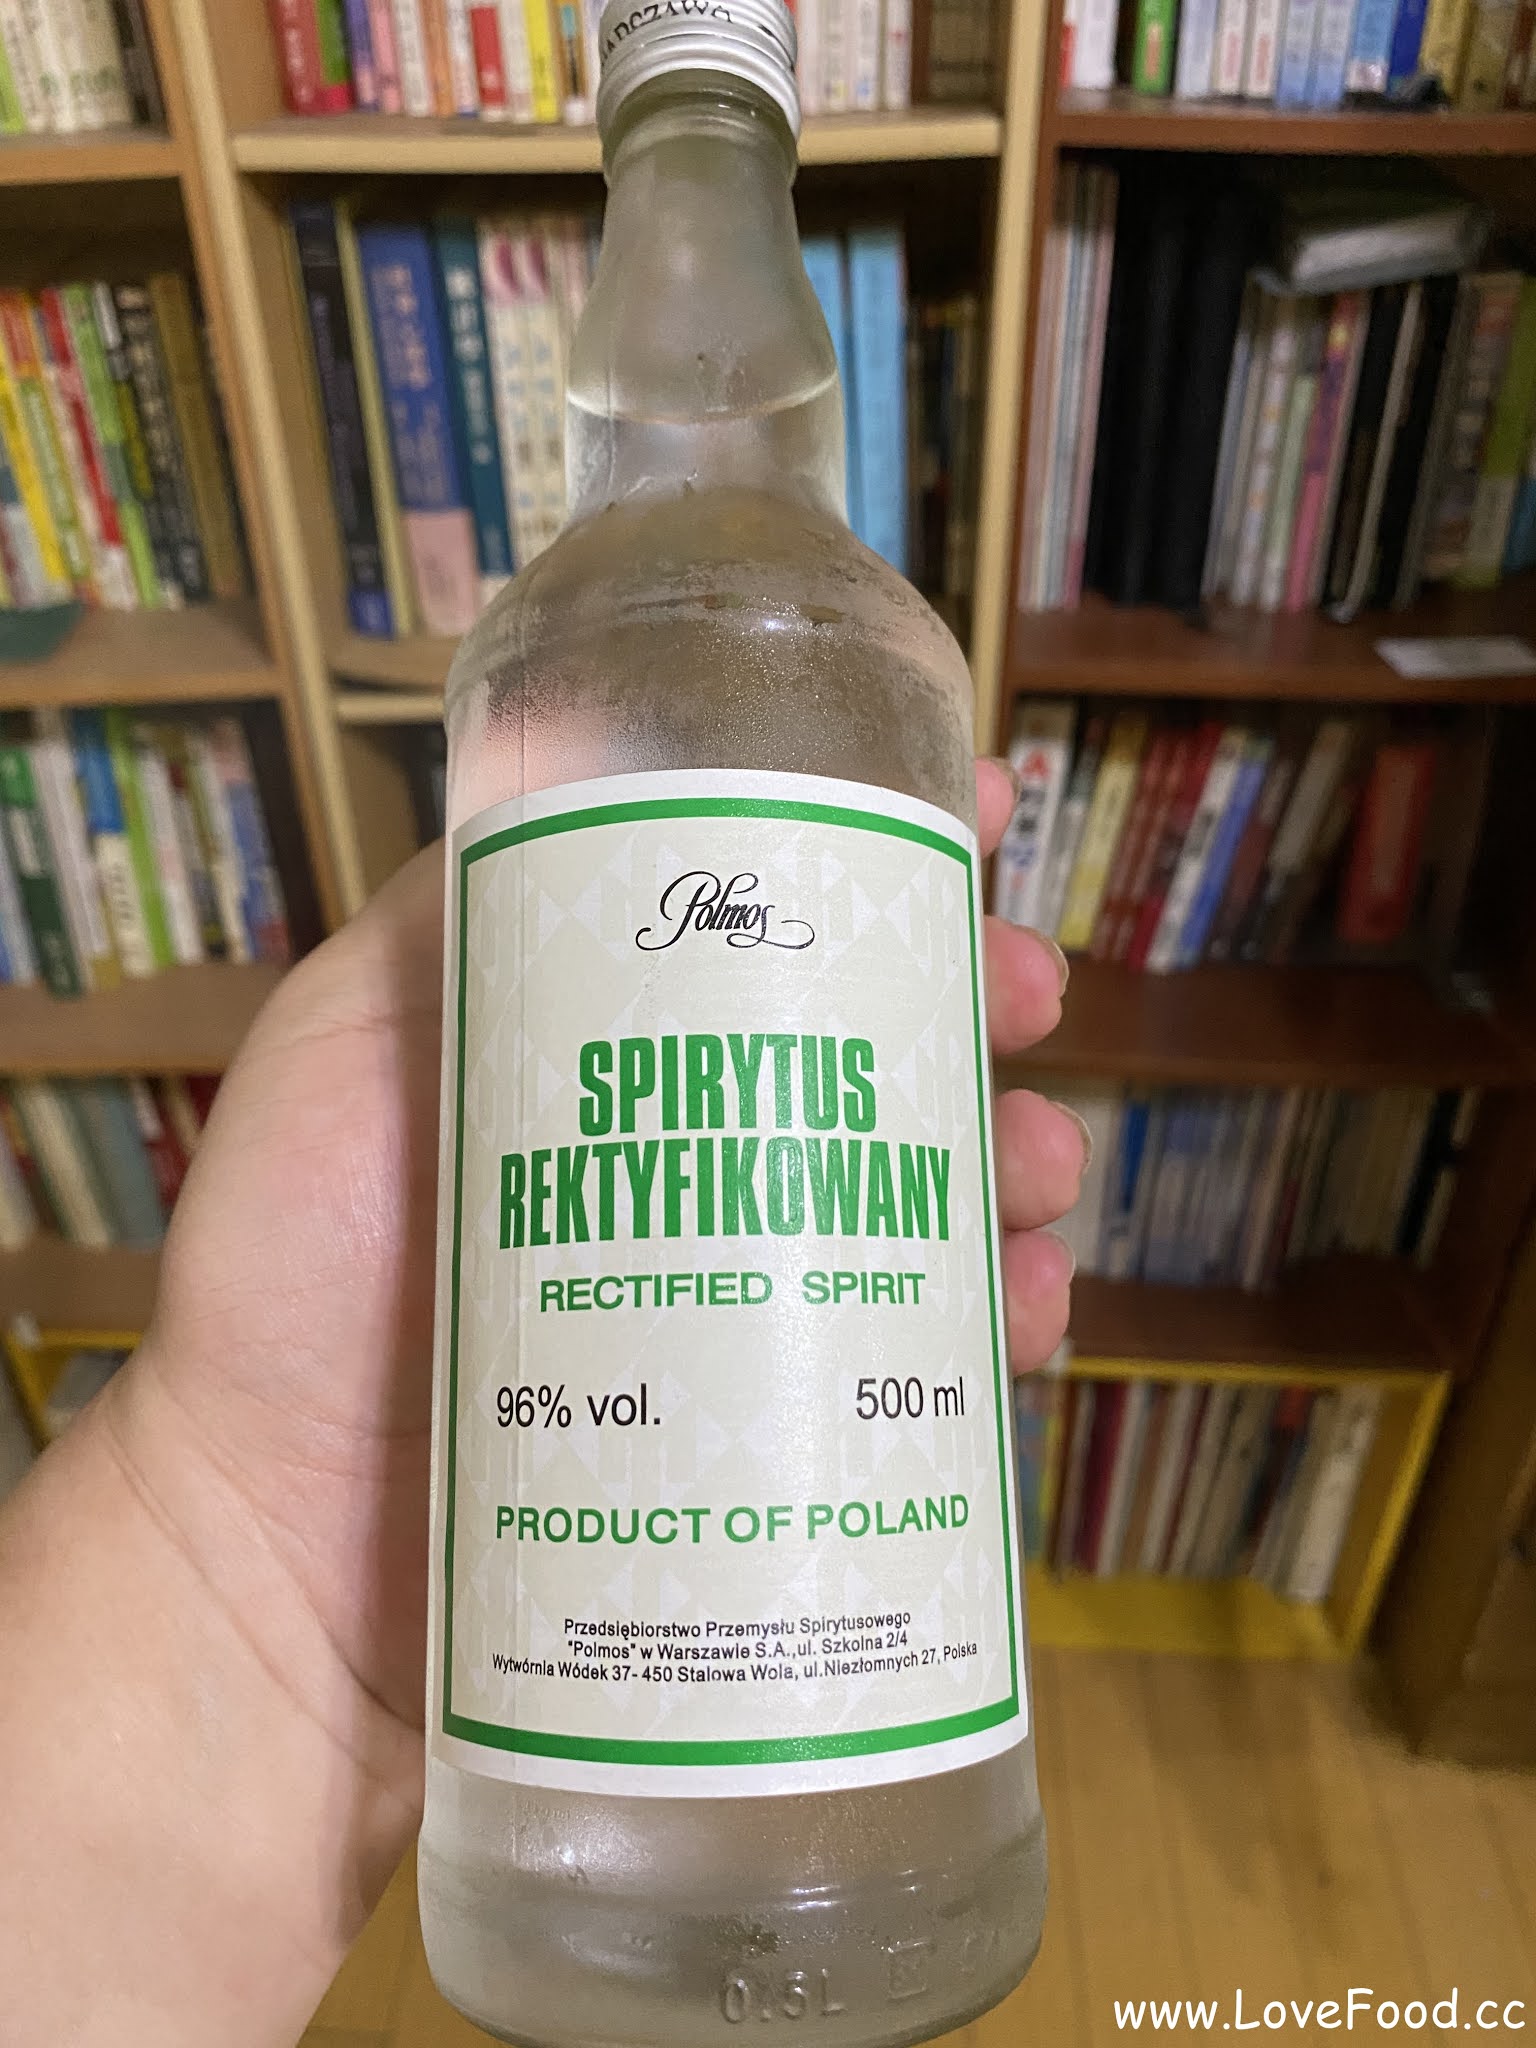 WARSZAWA
Polmos
SPIRYTUS
REKTYFIKOWANY
RECTIFIED SPIRIT
96% vol. 500 ml
PRODUCT OF POLAND
Przedsiębiorstwo Przemysłu Spirytusowego
"Polmos" w Warszawie S.A.,ul. Szkolna 2/4
Wytwórnia Wódek 37- 450 Stalowa Wola, ul.Niezłomnych 27, Polska
0.5L
www.LoveFood.cc